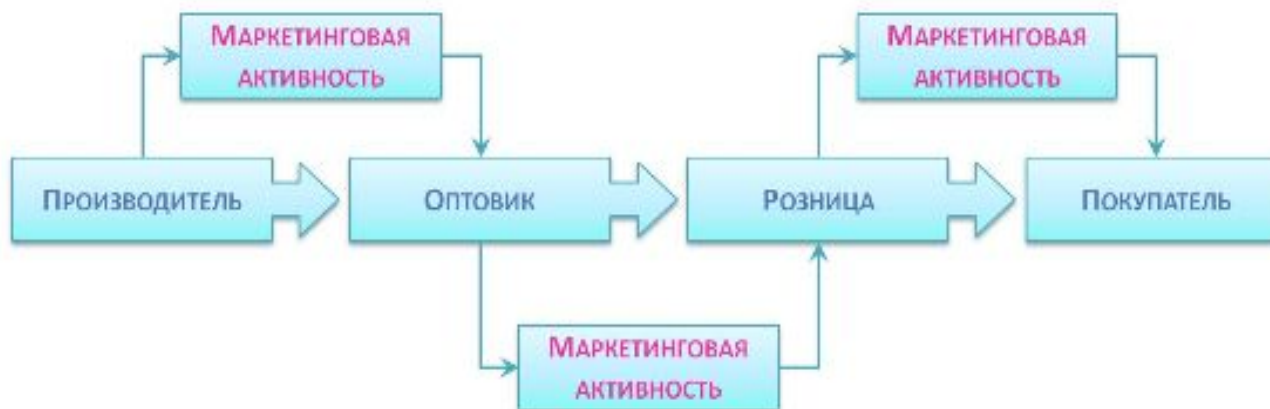 Маркетинговая
активность
Маркетинговая
активность
Производитель
Оптовик
Розница
Покупатель
Маркетинговая
активность